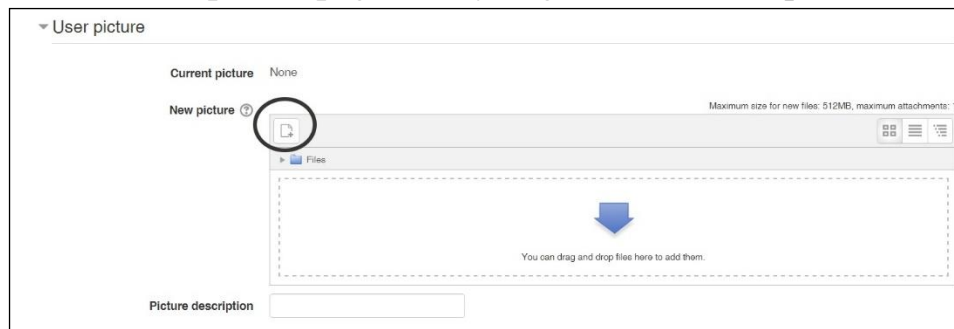 User picture
Current picture None
New picture
Maximum size for new files: 512MB, maximum attachments: 1
Files
You can drag and drop files here to add them.
Picture description